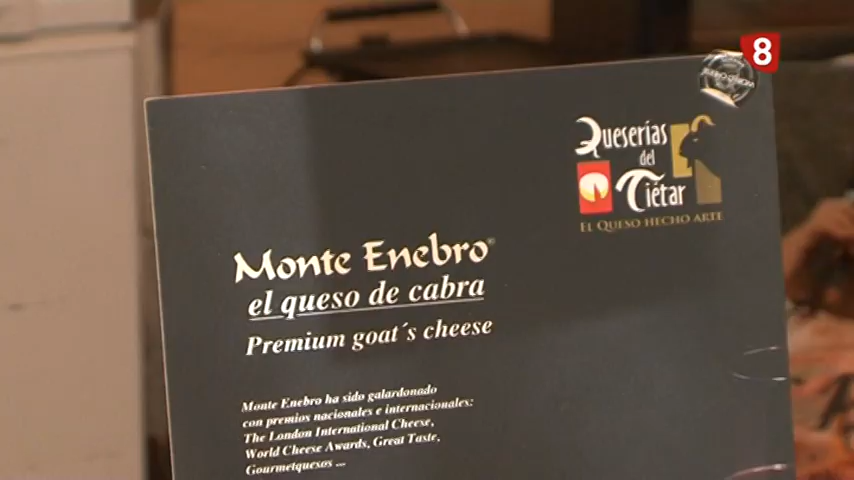 8
Queserías
del
Tiétar
EL QUESO HECHO ARTE
Monte Enebro®
el queso de cabra
Premium goat´s cheese
Monte Enebro ha sido galardonado
con premios nacionales e internacionales:
The London International Cheese,
World Cheese Awards, Great Taste,
Gourmetquesos ...